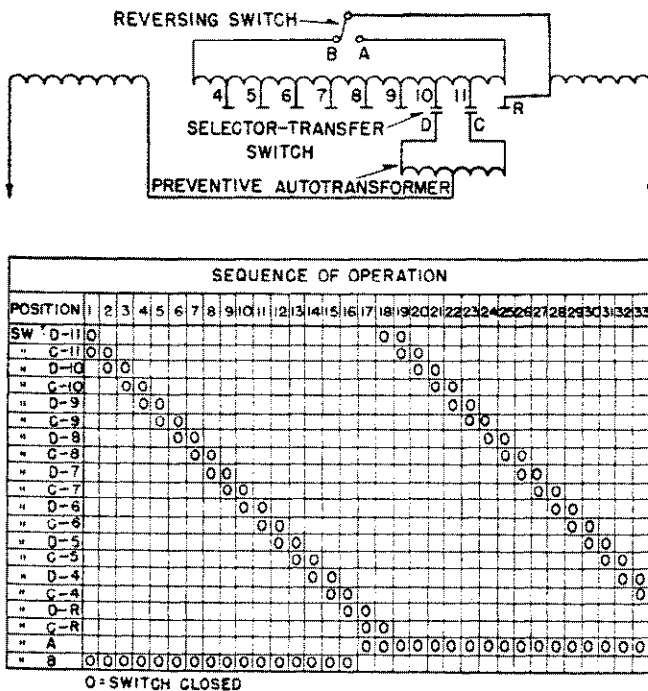 REVERSING SWITCH
B A
4 5 6 7 8 9 10 11 R
SELECTOR-TRANSFER SWITCH
D C
PREVENTIVE AUTOTRANSFORMER
SEQUENCE OF OPERATION
POSITION 1 2 3 4 5 6 7 8 9 10 11 12 13 14 15 16 17 18 19 20 21 22 23 24 25 26 27 28 29 30 31 32 33
SW D-11 O O O
" C-11 O O O O
" D-10 O O O O
" C-10 O O O O
" D-9 O O O O
" C-9 O O O O
" D-8 O O O O
" C-8 O O O O
" D-7 O O O O
" C-7 O O O O
" D-6 O O O O
" C-6 O O O O
" D-5 O O O O
" C-5 O O O O
" D-4 O O O O
" C-4 O O O
" D-R O O
" C-R O O
" A O O O O O O O O O O O O O O O O O
" B O O O O O O O O O O O O O O O O
O = SWITCH CLOSED